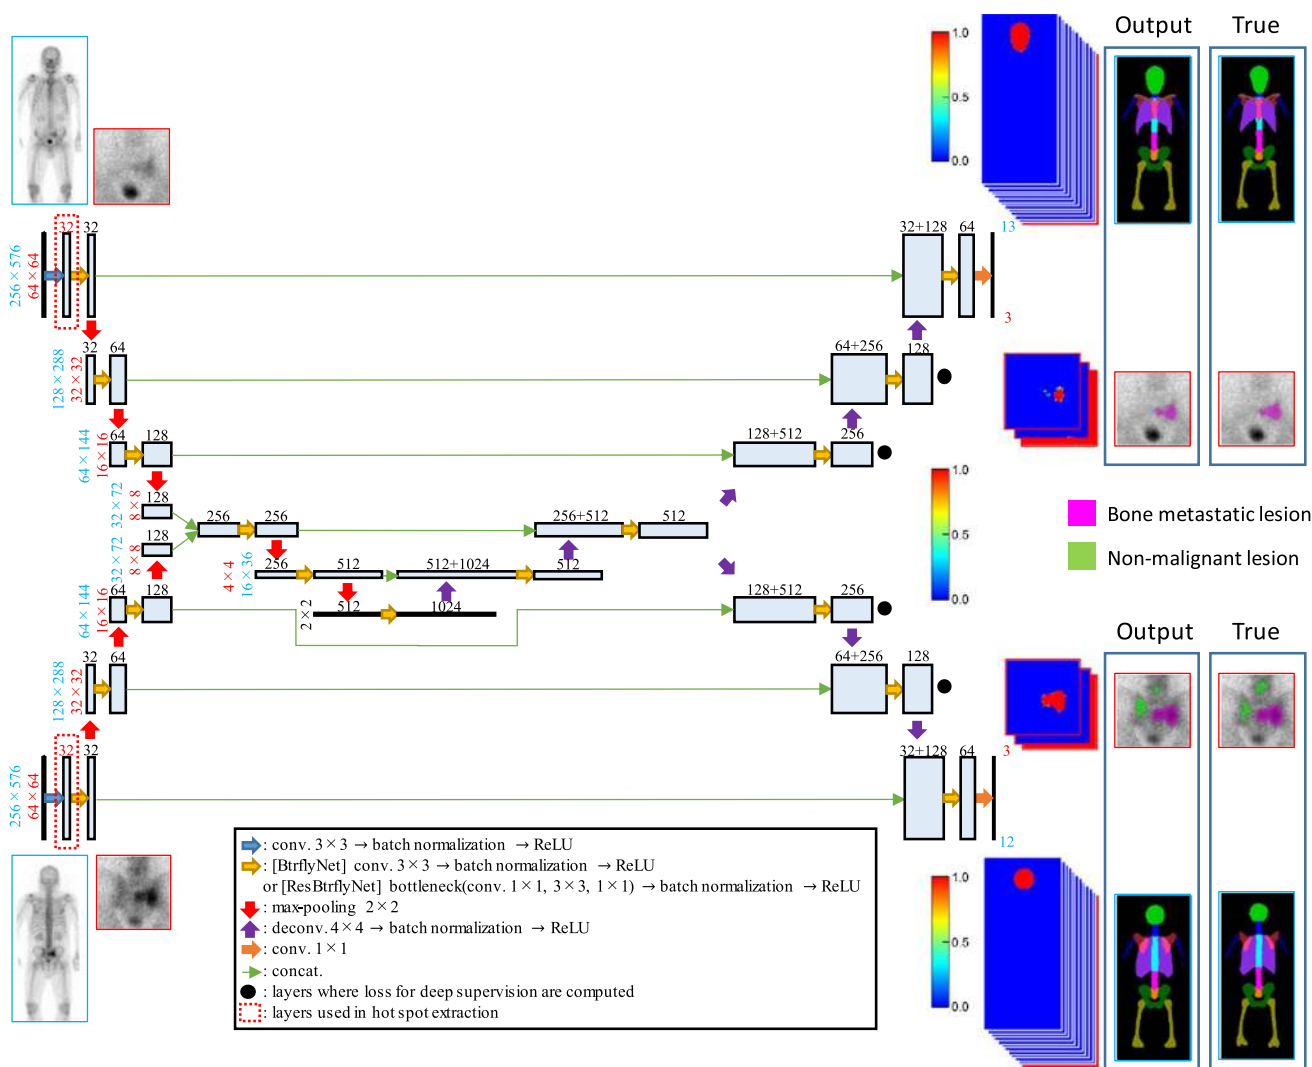 Output True
1.0
0.5
0.0
256×576
64×64
32 32
32+128 64 13
3
128×288
32×32
32 64
64+256 128
64×144
16×16
64 128
128+512 256
32×72
8×8
128
256 256
256+512 512
1.0
0.5
0.0
Bone metastatic lesion
Non-malignant lesion
32×72
8×8
128
4×4
16×36
256 512 512+1024 512
2×2
512 1024
64×144
16×16
64 128
128+512 256
Output True
128×288
32×32
32 64
64+256 128
256×576
64×64
32 32
32+128 64 3
12
: conv. 3×3 → batch normalization → ReLU
: [BtrflyNet] conv. 3×3 → batch normalization → ReLU
or [ResBtrflyNet] bottleneck(conv. 1×1, 3×3, 1×1) → batch normalization → ReLU
: max-pooling 2×2
: deconv. 4×4 → batch normalization → ReLU
: conv. 1×1
: concat.
: layers where loss for deep supervision are computed
: layers used in hot spot extraction
1.0
0.5
0.0